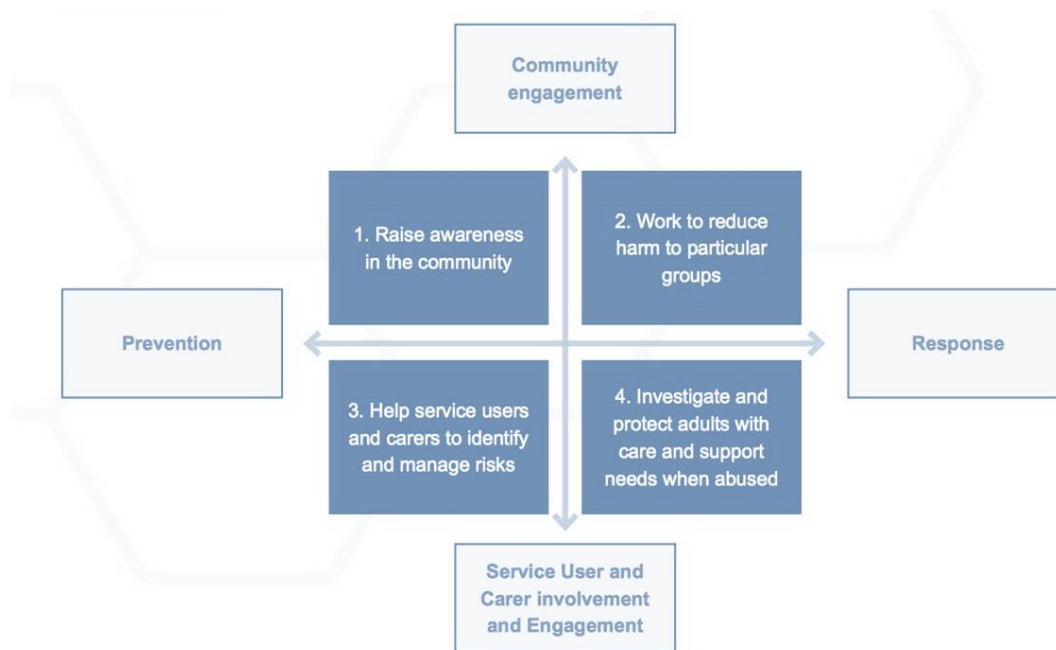 Community
engagement
1. Raise awareness
in the community
2. Work to reduce
harm to particular
groups
Prevention
Response
3. Help service users
and carers to identify
and manage risks
4. Investigate and
protect adults with
care and support
needs when abused
Service User and
Carer involvement
and Engagement